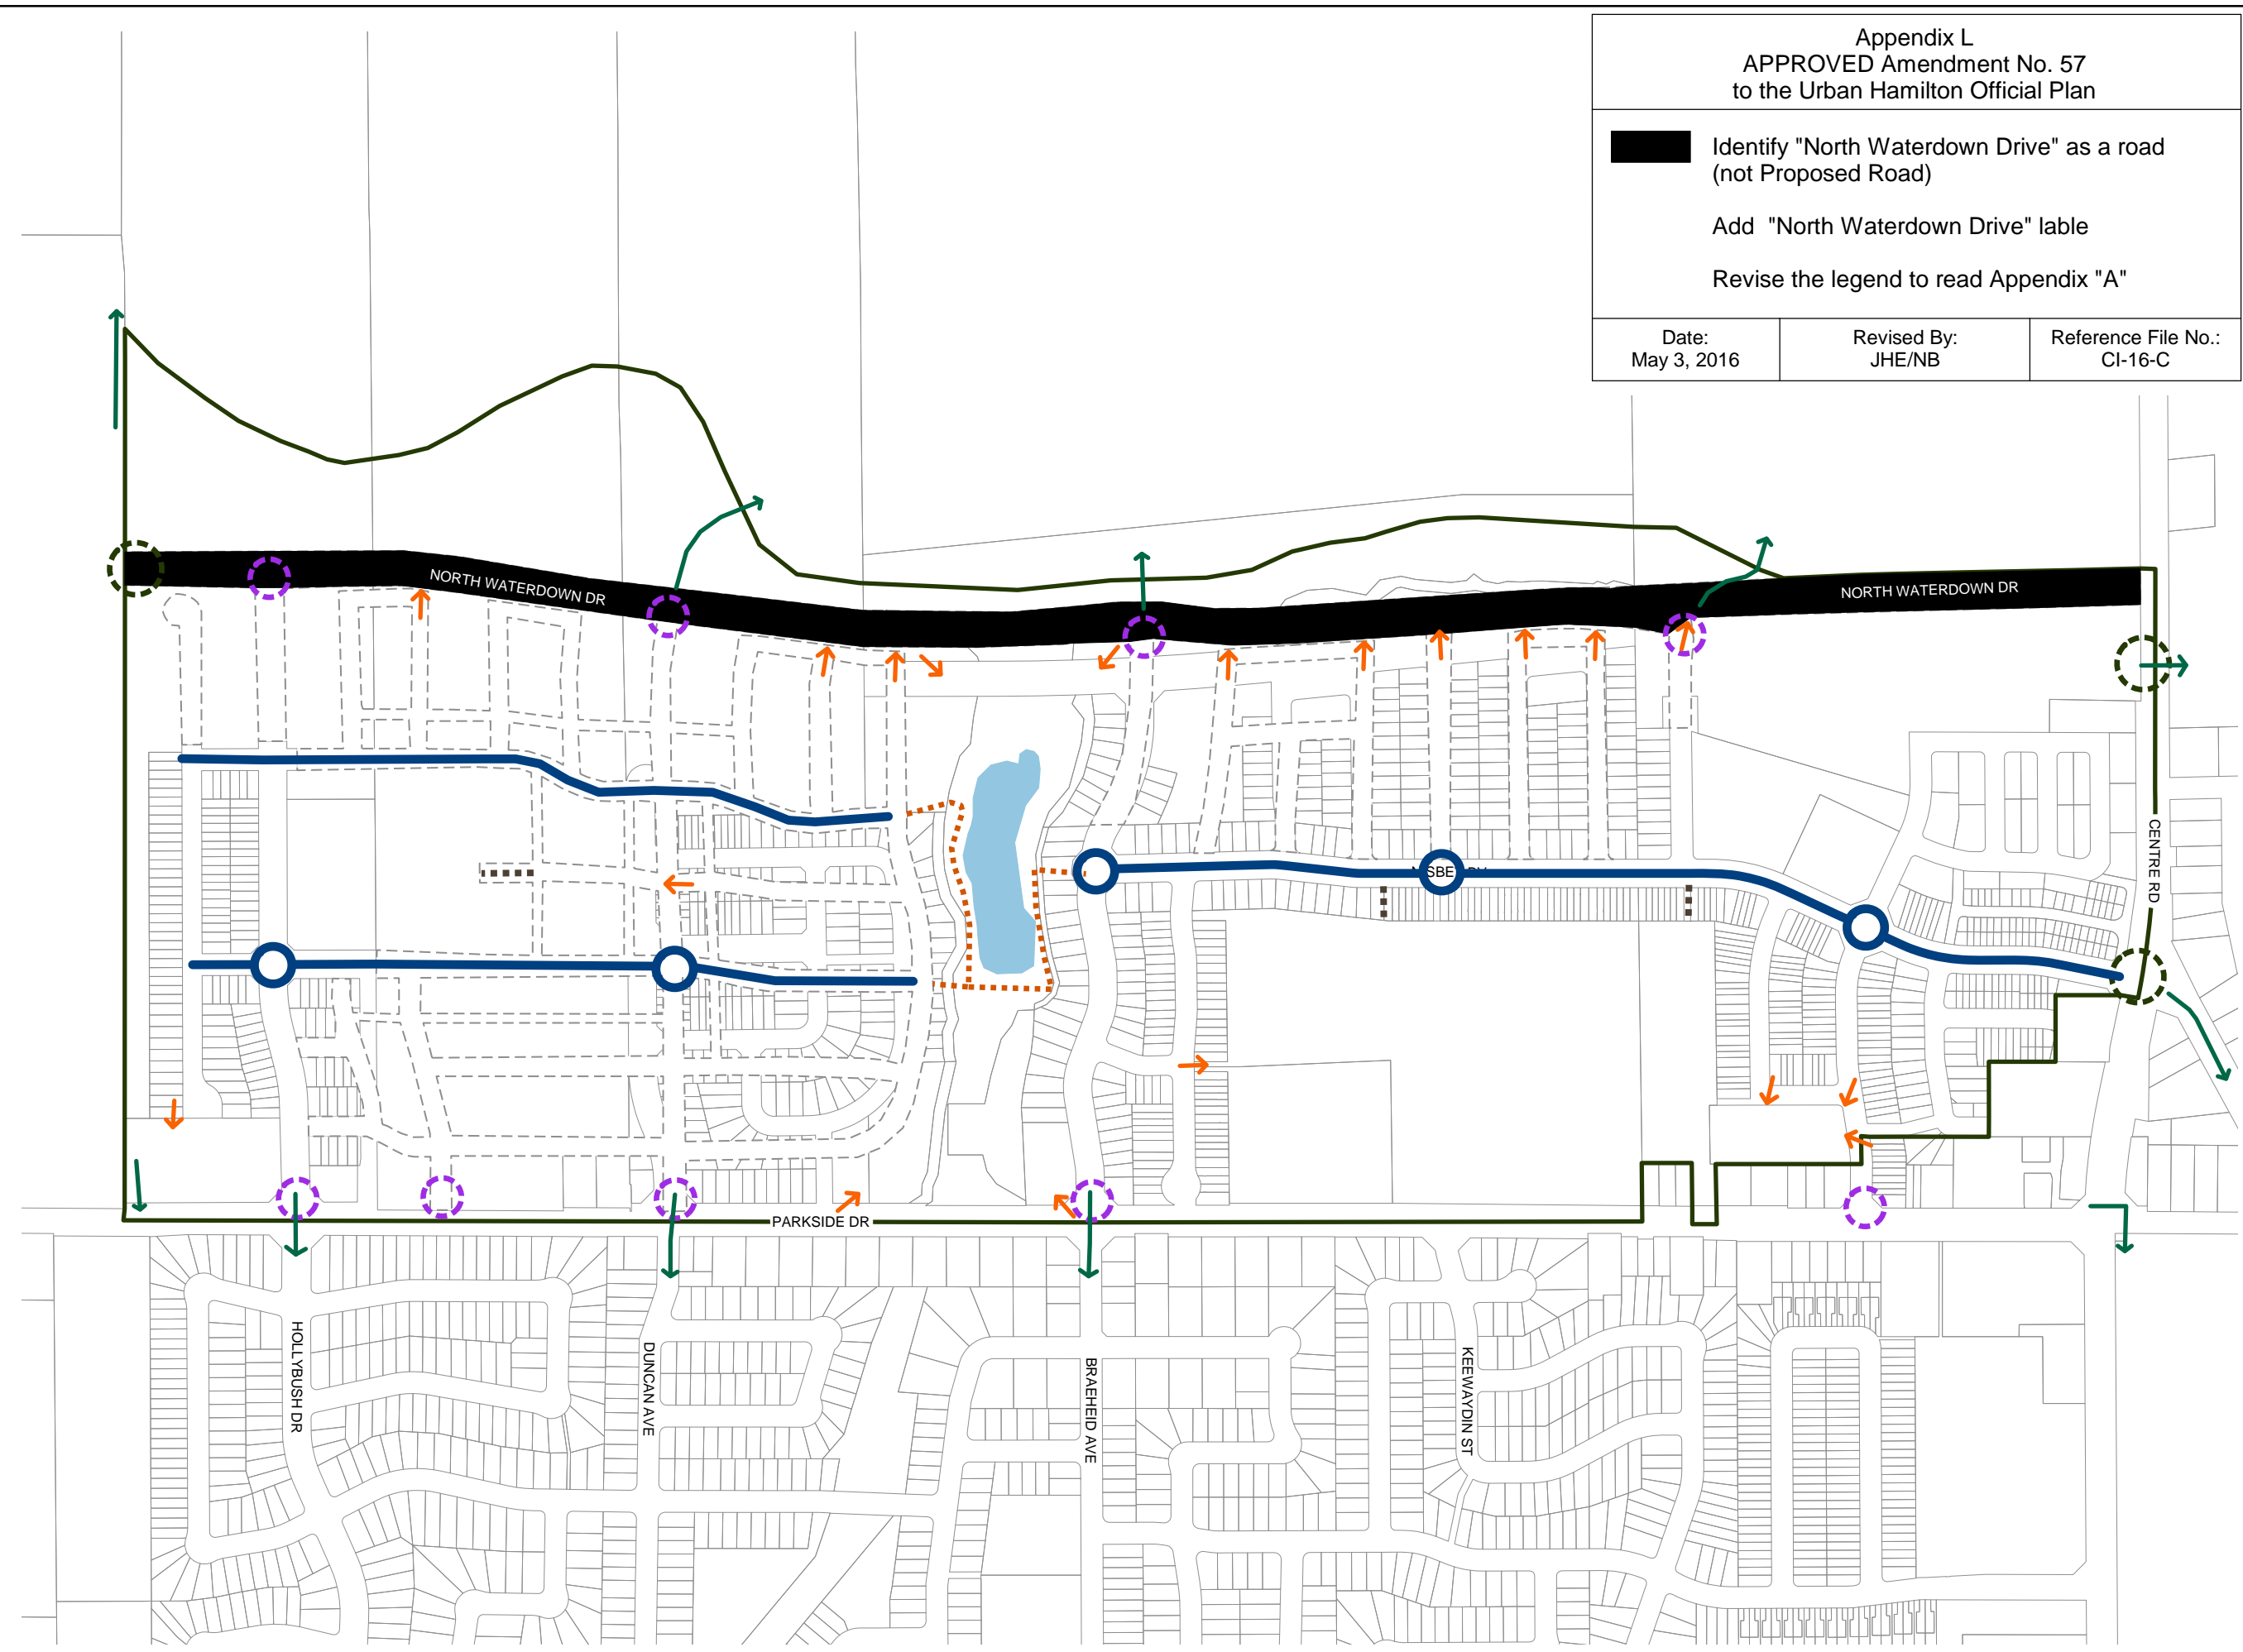 Appendix L
APPROVED Amendment No. 57
to the Urban Hamilton Official Plan
Identify "North Waterdown Drive" as a road
(not Proposed Road)
Add "North Waterdown Drive" lable
Revise the legend to read Appendix "A"
Date:
May 3, 2016
Revised By:
JHE/NB
Reference File No.:
CI-16-C
NORTH WATERDOWN DR
NORTH WATERDOWN DR
CENTRE RD
PARKSIDE DR
HOLLYBUSH DR
DUNCAN AVE
BRAEHEID AVE
KEEWAYDIN ST